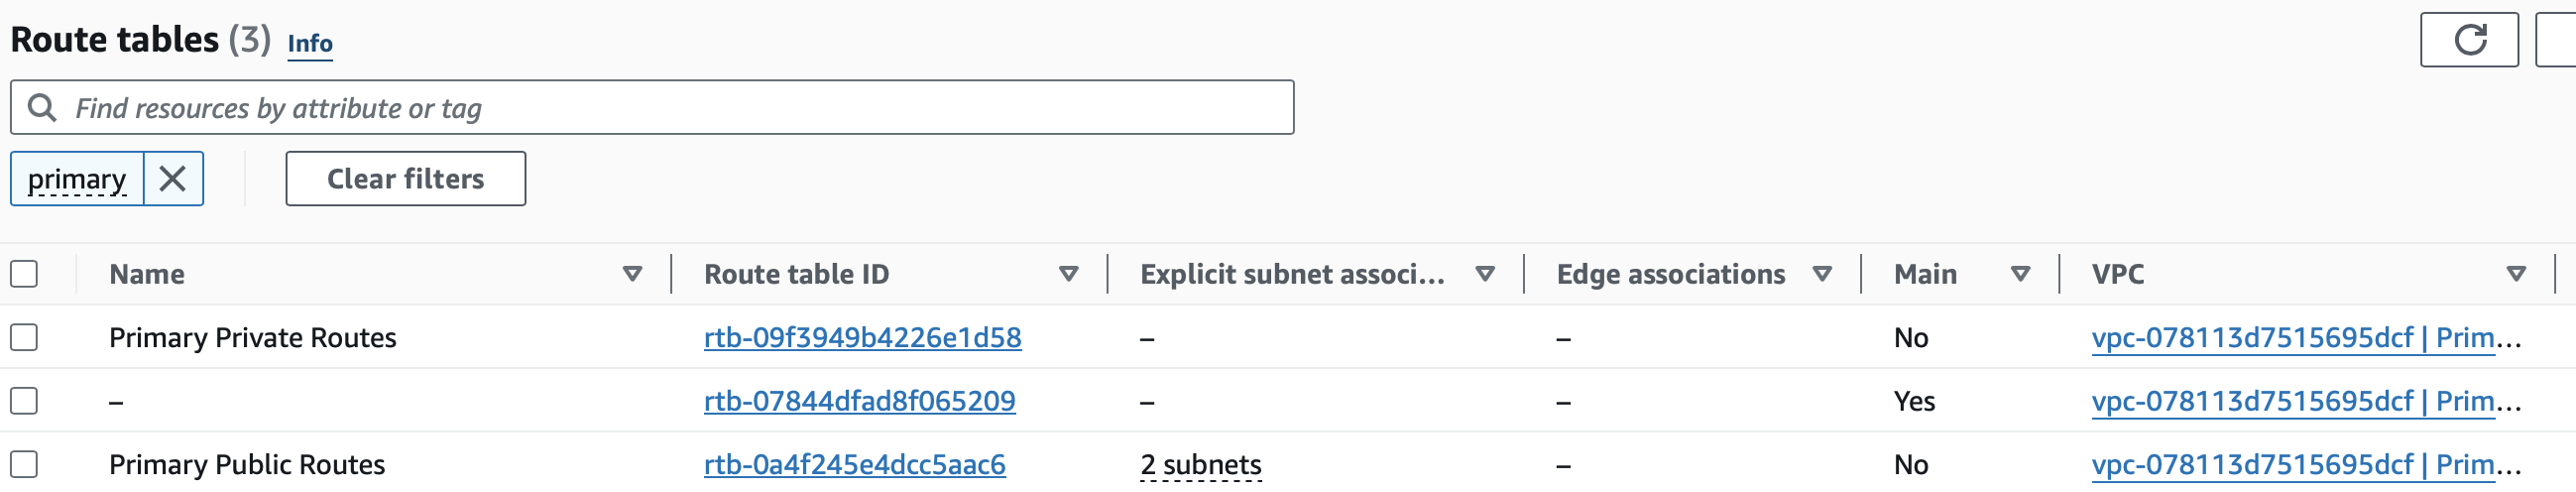 Route tables (3) Info
Find resources by attribute or tag
primary Clear filters
Name Route table ID Explicit subnet associ... Edge associations Main VPC
Primary Private Routes rtb-09f3949b4226e1d58 – – No vpc-078113d7515695dcf | Prim...
– rtb-07844dfad8f065209 – – Yes vpc-078113d7515695dcf | Prim...
Primary Public Routes rtb-0a4f245e4dcc5aac6 2 subnets – No vpc-078113d7515695dcf | Prim...